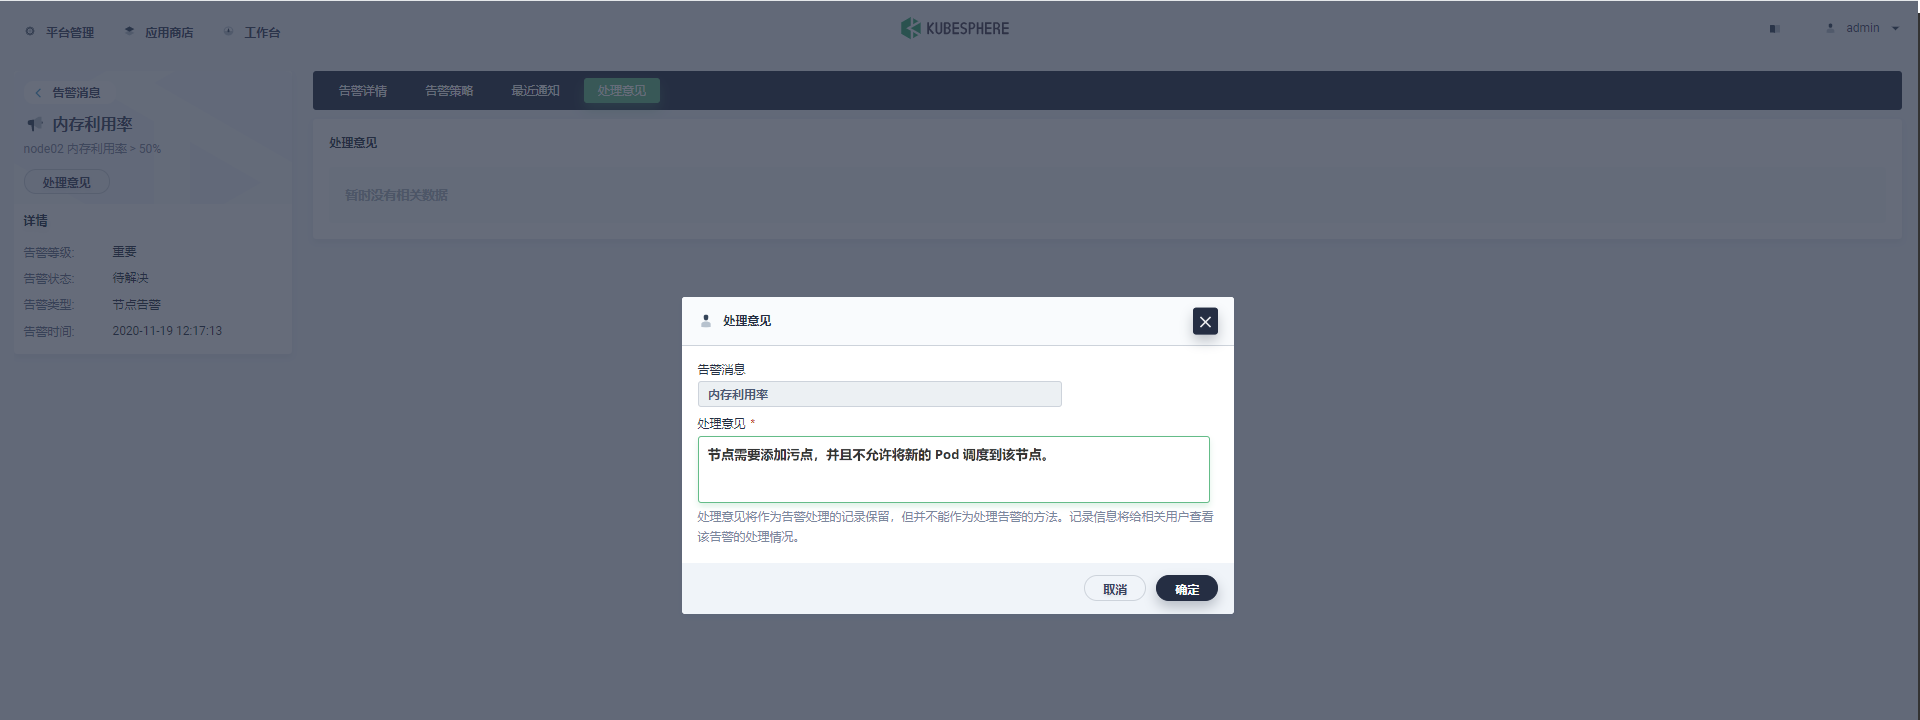 平台管理
应用商店
工作台
KUBESPHERE
admin
告警消息
内存利用率
node02 内存利用率 > 50%
处理意见
详情
告警等级: 重要
告警状态: 待解决
告警类型: 节点告警
告警时间: 2020-11-19 12:17:13
告警详情
告警策略
最近通知
处理意见
处理意见
暂时没有相关数据
处理意见
告警消息
内存利用率
处理意见 *
节点需要添加污点，并且不允许将新的 Pod 调度到该节点。
处理意见将作为告警处理的记录保留，但并不能作为处理告警的方法。记录信息将给相关用户查看
该告警的处理情况。
取消
确定